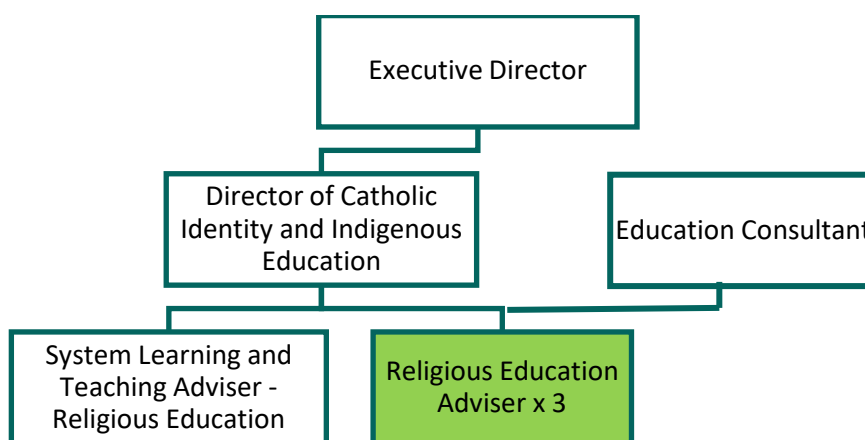 Executive Director
Director of Catholic
Identity and Indigenous
Education
Education Consultant
System Learning and
Teaching Adviser -
Religious Education
Religious Education
Adviser x 3